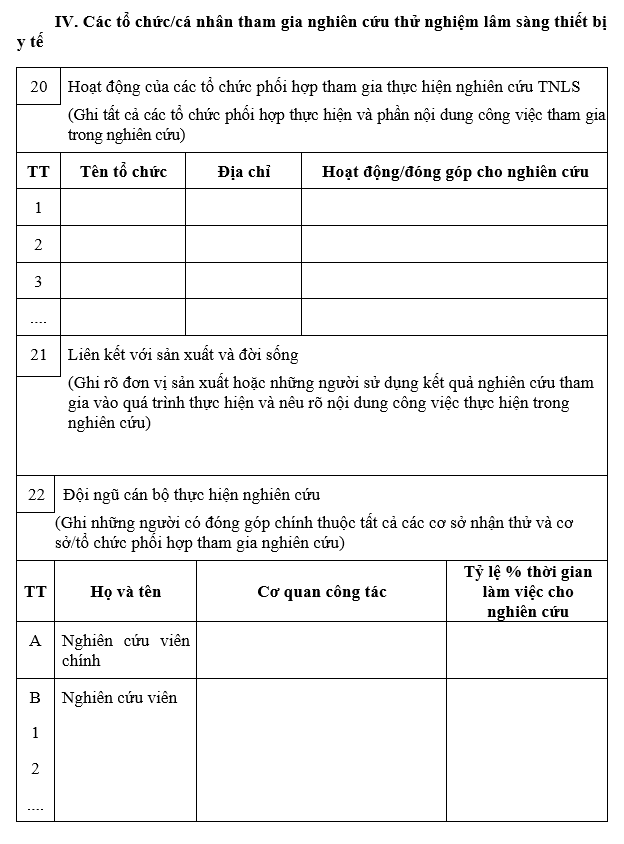 IV. Các tổ chức/cá nhân tham gia nghiên cứu thử nghiệm lâm sàng thiết bị
y tế
20 Hoạt động của các tổ chức phối hợp tham gia thực hiện nghiên cứu TNLS
(Ghi tất cả các tổ chức phối hợp thực hiện và phần nội dung công việc tham gia
trong nghiên cứu)
TT Tên tổ chức Địa chỉ Hoạt động/đóng góp cho nghiên cứu
1
2
3
....
21 Liên kết với sản xuất và đời sống
(Ghi rõ đơn vị sản xuất hoặc những người sử dụng kết quả nghiên cứu tham
gia vào quá trình thực hiện và nêu rõ nội dung công việc thực hiện trong
nghiên cứu)
22 Đội ngũ cán bộ thực hiện nghiên cứu
(Ghi những người có đóng góp chính thuộc tất cả các cơ sở nhận thử và cơ
sở/tổ chức phối hợp tham gia nghiên cứu)
TT Họ và tên Cơ quan công tác Tỷ lệ % thời gian
làm việc cho
nghiên cứu
A Nghiên cứu viên
chính
B Nghiên cứu viên
1
2
....